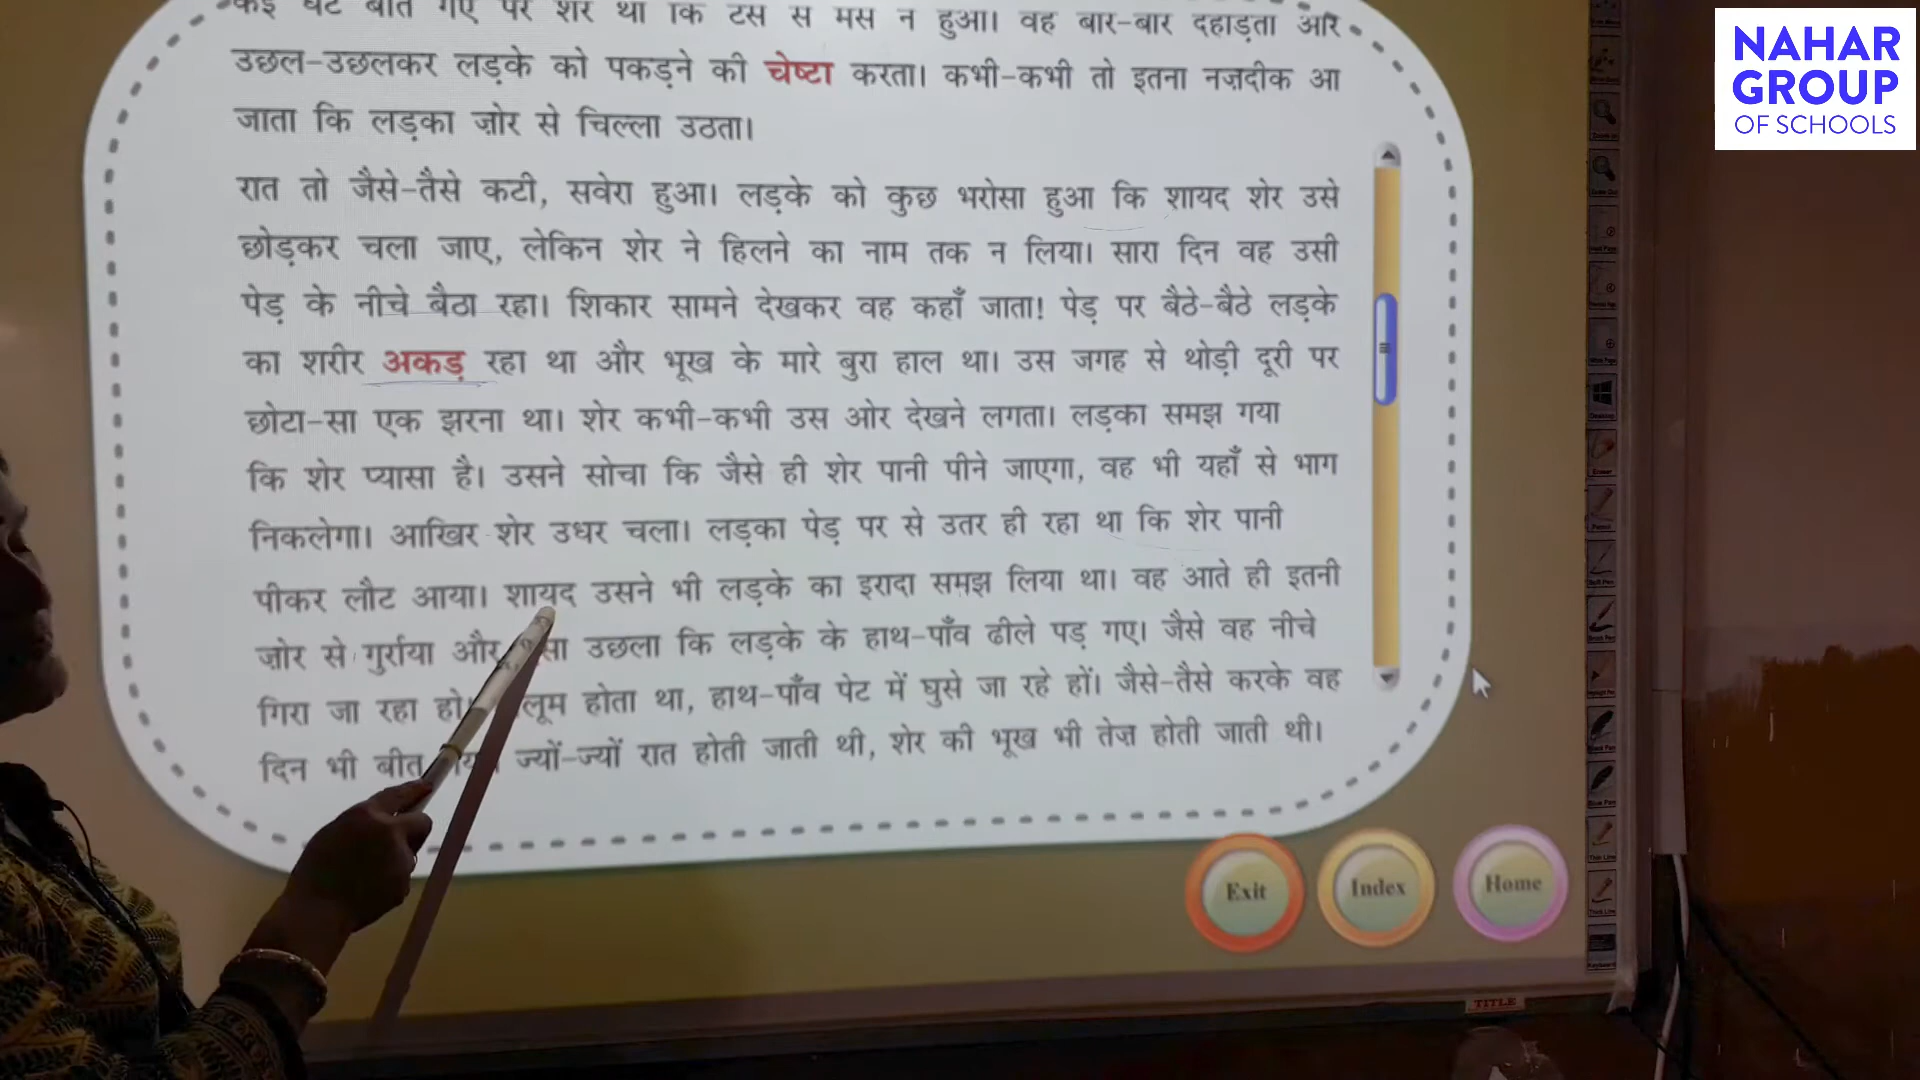 कई घंटे बीत गए पर शेर था कि टस से मस न हुआ। वह बार-बार दहाड़ता और
उछल-उछलकर लड़के को पकड़ने की चेष्टा करता। कभी-कभी तो इतना नज़दीक आ
जाता कि लड़का ज़ोर से चिल्ला उठता।
रात तो जैसे-तैसे कटी, सवेरा हुआ। लड़के को कुछ भरोसा हुआ कि शायद शेर उसे
छोड़कर चला जाए, लेकिन शेर ने हिलने का नाम तक न लिया। सारा दिन वह उसी
पेड़ के नीचे बैठा रहा। शिकार सामने देखकर वह कहाँ जाता! पेड़ पर बैठे-बैठे लड़के
का शरीर अकड़ रहा था और भूख के मारे बुरा हाल था। उस जगह से थोड़ी दूरी पर
छोटा-सा एक झरना था। शेर कभी-कभी उस ओर देखने लगता। लड़का समझ गया
कि शेर प्यासा है। उसने सोचा कि जैसे ही शेर पानी पीने जाएगा, वह भी यहाँ से भाग
निकलेगा। आखिर शेर उधर चला। लड़का पेड़ पर से उतर ही रहा था कि शेर पानी
पीकर लौट आया। शायद उसने भी लड़के का इरादा समझ लिया था। वह आते ही इतनी
ज़ोर से गुर्राया और उछला कि लड़के के हाथ-पाँव ढीले पड़ गए। जैसे वह नीचे
गिरा जा रहा हो। होता था, हाथ-पाँव पेट में घुसे जा रहे हों। जैसे-तैसे करके वह
दिन भी बीत ज्यों-ज्यों रात होती जाती थी, शेर की भूख भी तेज़ होती जाती थी।
Exit
Index
Home
TITLE
NAHAR
GROUP
OF SCHOOLS